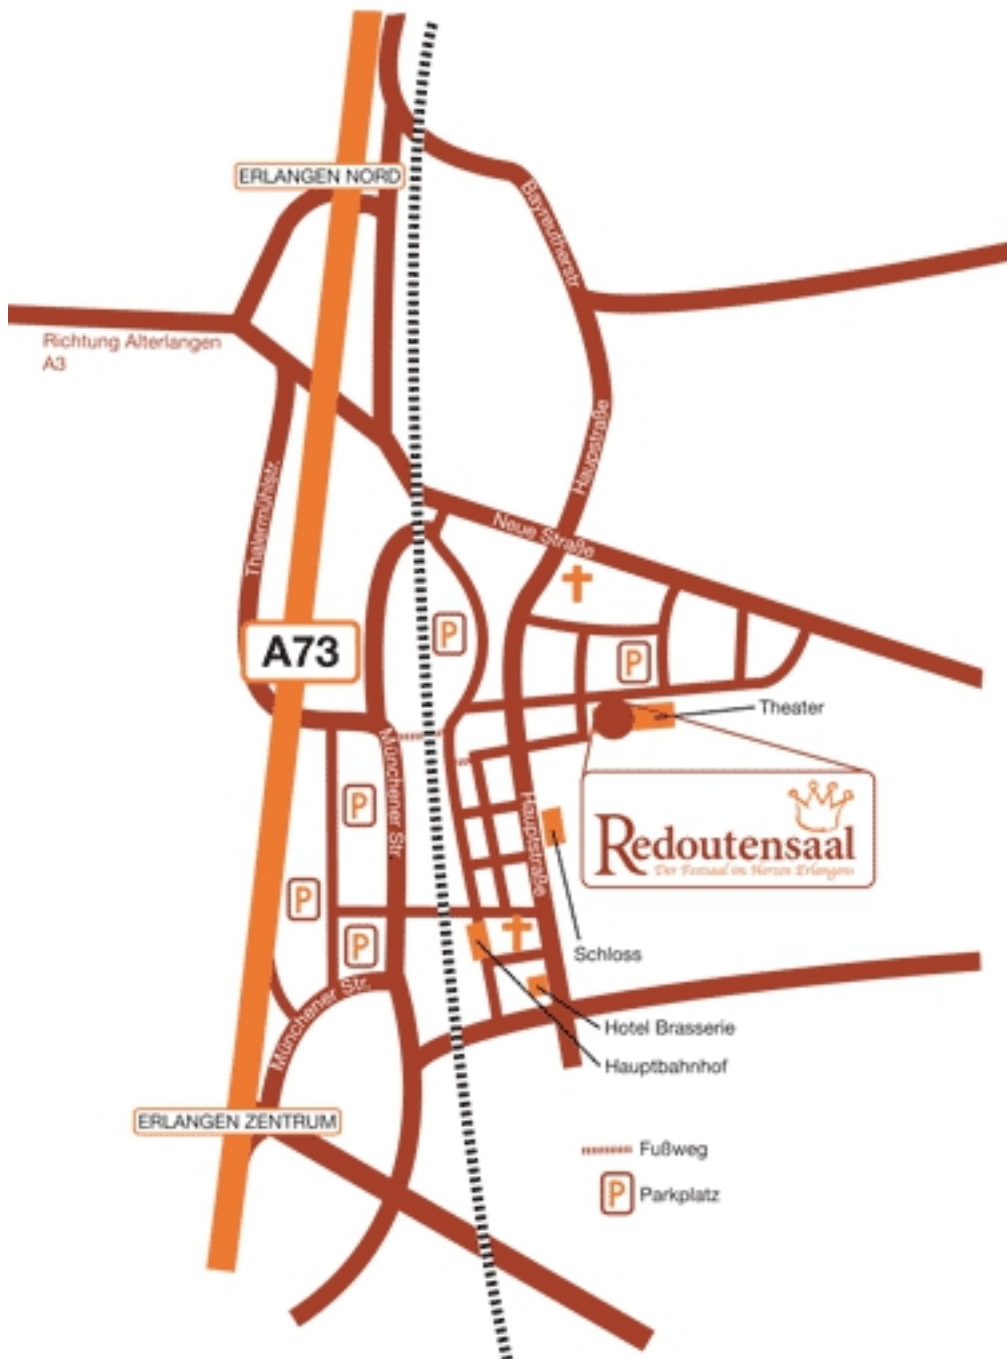 ERLANGEN NORD
Bayreutherstr.
Richtung Alterlangen
A3
Haupstraße
Thalermühlstr.
Neue Straße
P
A73
P
Theater
Münchener Str.
P
Hauptstraße
Redoutensaal
Der Festsaal im Herzen Erlangens
P
P
Schloss
Münchener Str.
Hotel Brasserie
Hauptbahnhof
ERLANGEN ZENTRUM
Fußweg
P Parkplatz